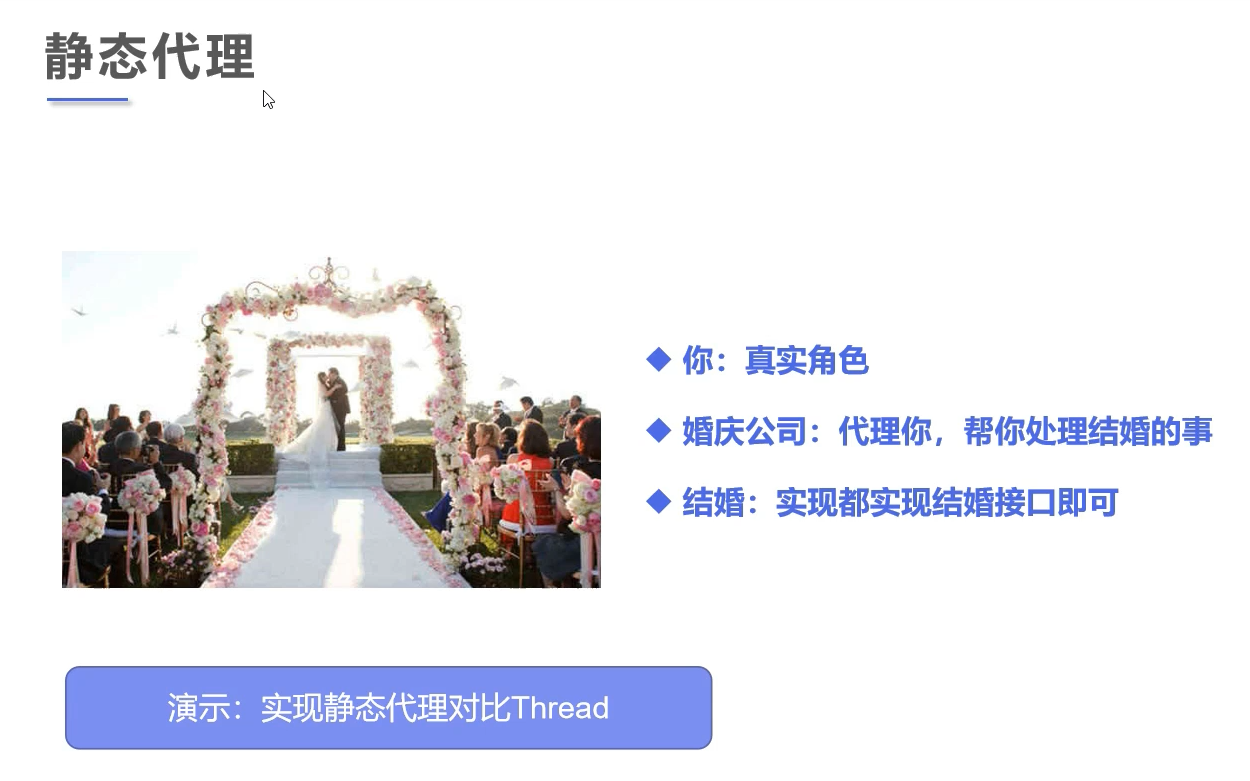 静态代理
你：真实角色
婚庆公司：代理你，帮你处理结婚的事
结婚：实现都实现结婚接口即可
演示：实现静态代理对比Thread